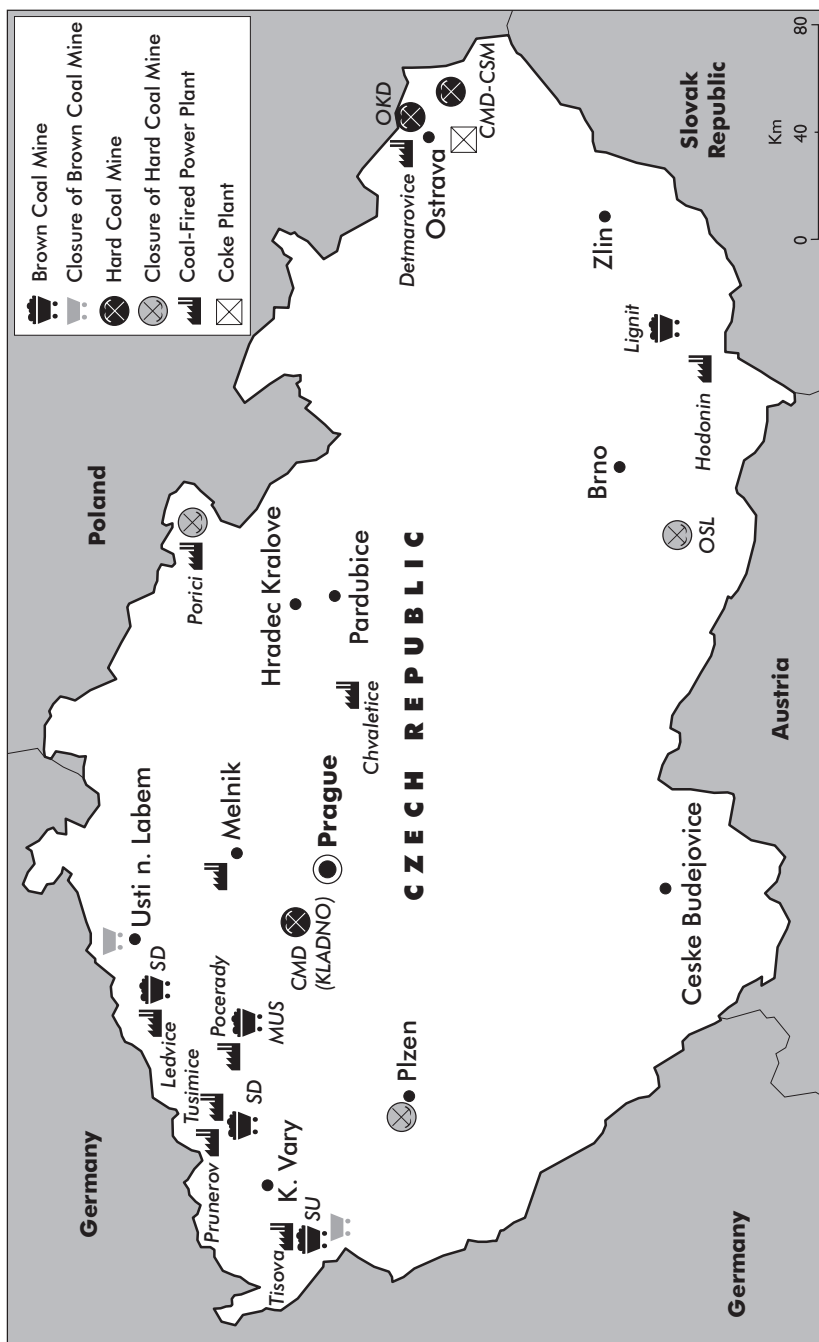 Brown Coal Mine
Closure of Brown Coal Mine
Hard Coal Mine
Closure of Hard Coal Mine
Coal-Fired Power Plant
Coke Plant
Germany
Poland
Usti n. Labem
SD
Ledvice
Tusimice
Prunerov
Pocerady
MUS
SD
K. Vary
Tisova
SU
Melnik
CMD
(KLADNO)
Prague
Porici
Hradec Kralove
Pardubice
Chvaletice
CZECH REPUBLIC
Plzen
OKD
Detmarovice
Ostrava
CMD-CSM
Zlin
Lignit
Hodonin
Brno
OSL
Ceske Budejovice
Germany
Austria
Slovak
Republic
Km
0 40 80